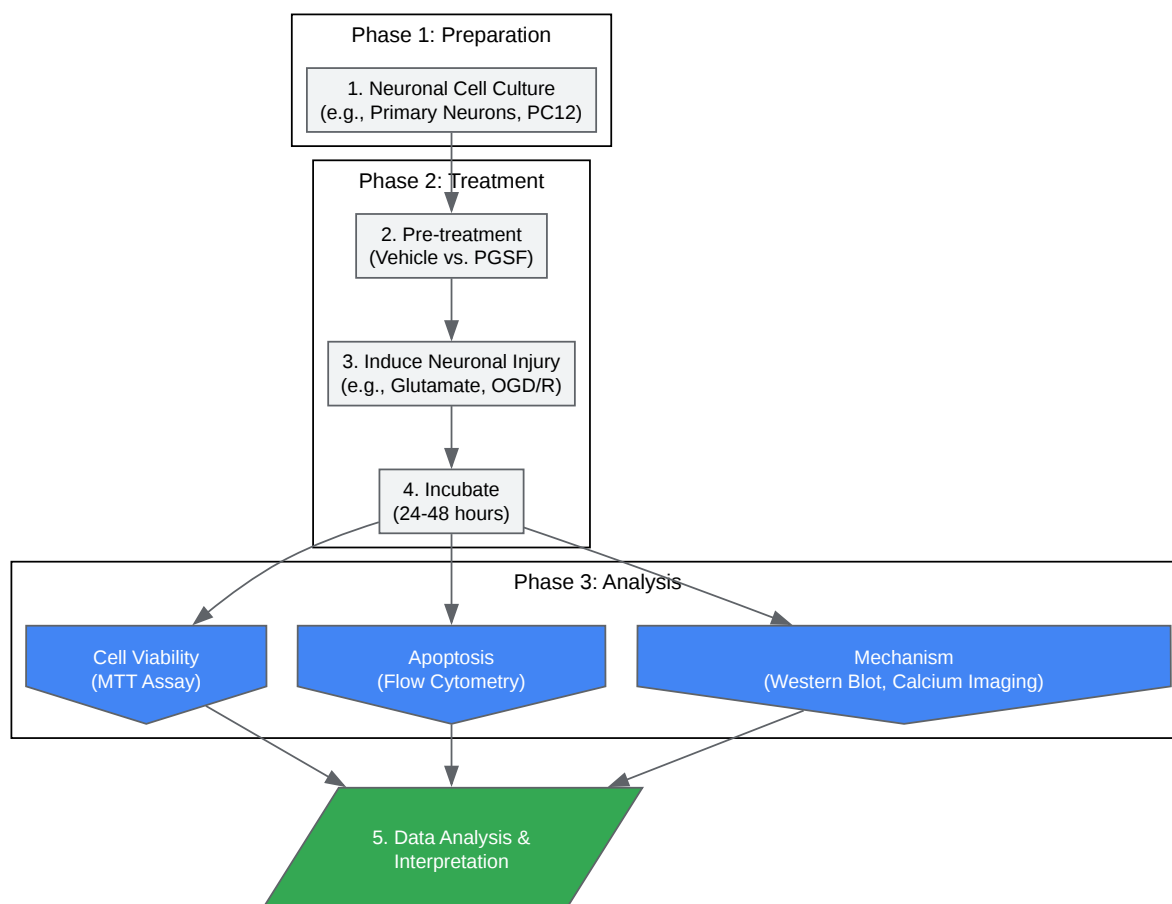 Phase 1: Preparation
1. Neuronal Cell Culture
(e.g., Primary Neurons, PC12)
Phase 2: Treatment
2. Pre-treatment
(Vehicle vs. PGSF)
3. Induce Neuronal Injury
(e.g., Glutamate, OGD/R)
4. Incubate
(24-48 hours)
Phase 3: Analysis
Cell Viability
(MTT Assay)
Apoptosis
(Flow Cytometry)
Mechanism
(Western Blot, Calcium Imaging)
5. Data Analysis &
Interpretation